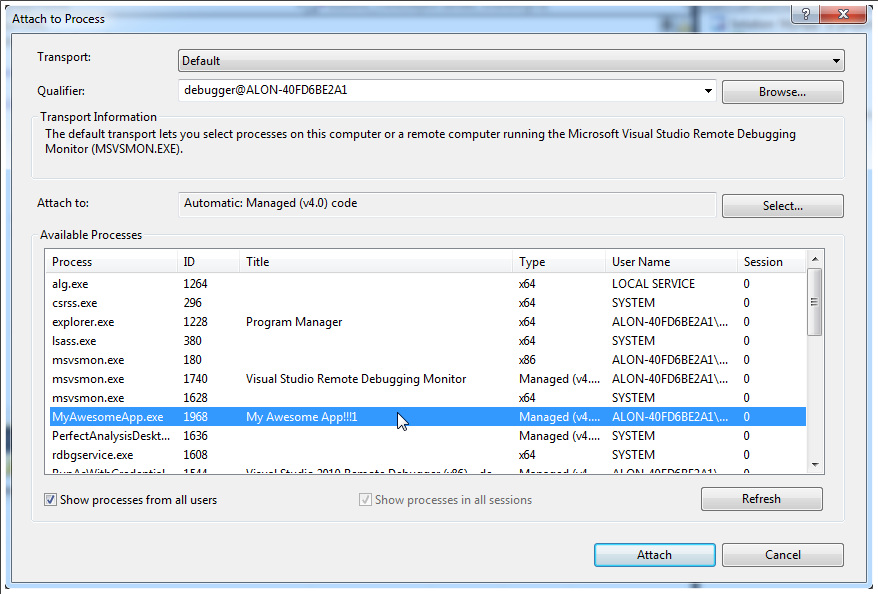 Attach to Process
Transport:
Default
Qualifier:
debugger@ALON-40FD6BE2A1
Browse...
Transport Information
The default transport lets you select processes on this computer or a remote computer running the Microsoft Visual Studio Remote Debugging
Monitor (MSVSMON.EXE).
Attach to:
Automatic: Managed (v4.0) code
Select...
Available Processes
Process ID Title Type User Name Session
alg.exe 1264 x64 LOCAL SERVICE 0
csrss.exe 296 x64 SYSTEM 0
explorer.exe 1228 Program Manager x64 ALON-40FD6BE2A1\... 0
lsass.exe 380 x64 SYSTEM 0
msvsmon.exe 180 x86 ALON-40FD6BE2A1\... 0
msvsmon.exe 1740 Visual Studio Remote Debugging Monitor Managed (v4.... ALON-40FD6BE2A1\... 0
msvsmon.exe 1628 x64 SYSTEM 0
MyAwesomeApp.exe 1968 My Awesome App!!!1 Managed (v4.... ALON-40FD6BE2A1\... 0
PerfectAnalysisDeskt... 1636 Managed (v4.... SYSTEM 0
rdbgservice.exe 1608 x64 SYSTEM 0
RunAsWithCredential 1544 Visual Studio 2010 Remote Debugger (x86) Managed (v4.... ALON-40FD6BE2A1\... 0
Show processes from all users
Show processes in all sessions
Refresh
Attach
Cancel